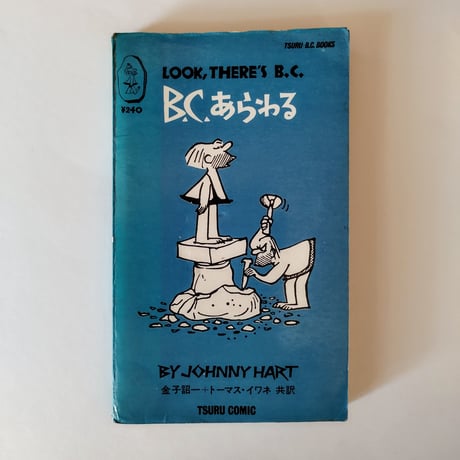 TSURU B.C. BOOKS
¥240
LOOK, THERE'S B.C.
B.C.あらわる
BY JOHNNY HART
金子詔一+トーマス・イワネ 共訳
TSURU COMIC